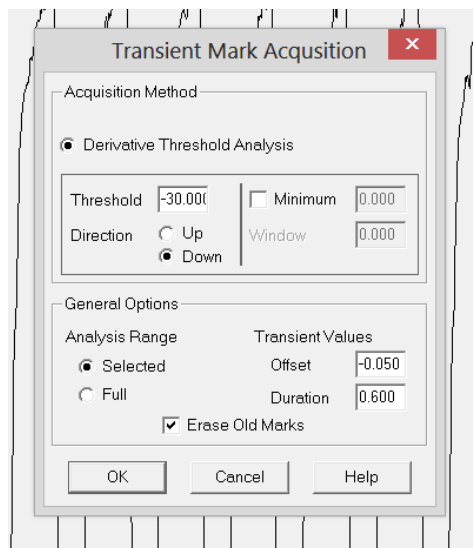 Transient Mark Acqusition
Acquisition Method
Derivative Threshold Analysis
Threshold -30.00( Minimum 0.000
Direction Up Window 0.000
Down
General Options
Analysis Range Transient Values
Selected Offset -0.050
Full Duration 0.600
Erase Old Marks
OK Cancel Help